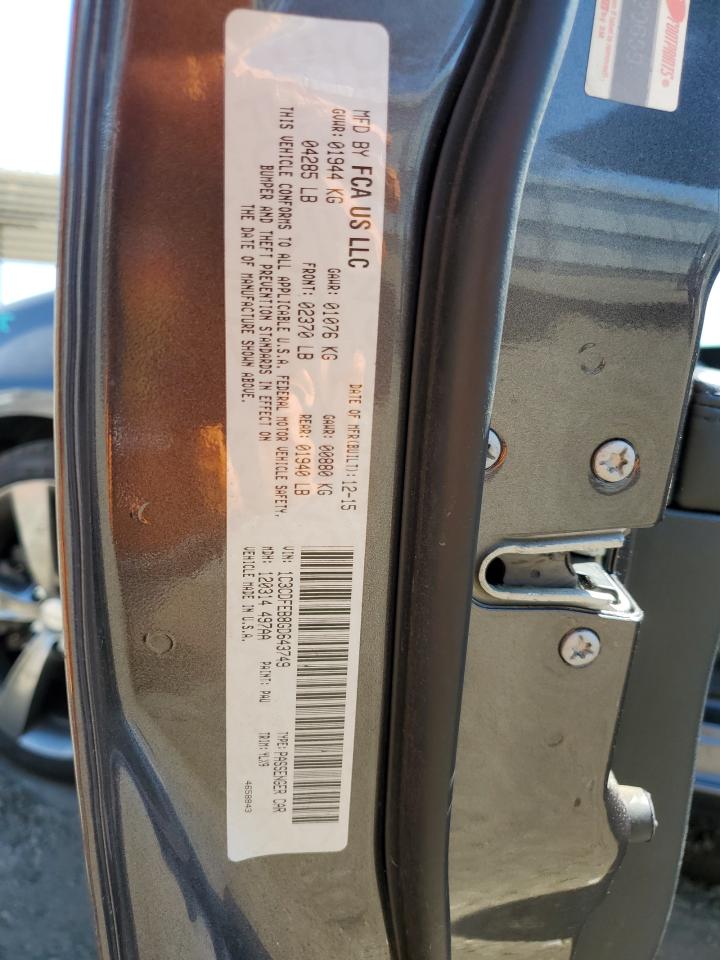 MFD BY FCA US LLC
DATE OF MFR(BUILT): 12-15
GVWR: 01944 KG
GAWR: 01076 KG
GAWR: 00880 KG
04285 LB
FRONT: 02370 LB
REAR: 01940 LB
THIS VEHICLE CONFORMS TO ALL APPLICABLE U.S.A. FEDERAL MOTOR VEHICLE SAFETY,
BUMPER AND THEFT PREVENTION STANDARDS IN EFFECT ON
THE DATE OF MANUFACTURE SHOWN ABOVE.
VIN: 1C3CDFEB8GD643749
TYPE: PASSENGER CAR
MDH: 120314 497AA
PAINT: PAU
TRIM: YLX9
VEHICLE MADE IN U.S.A.
4658843